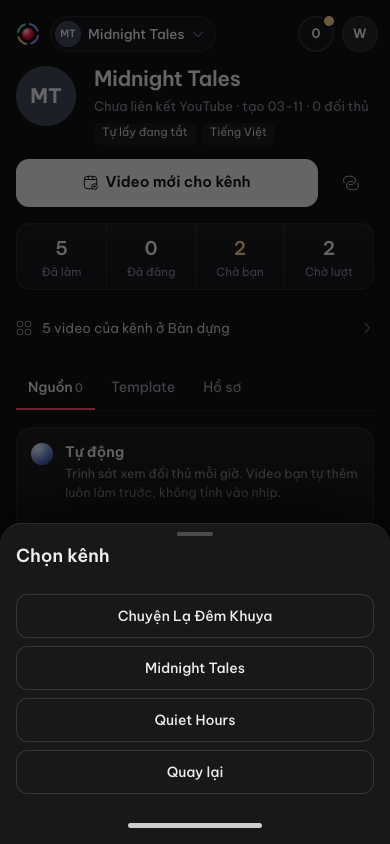 MT Midnight Tales 0 W
MT
Midnight Tales
Chưa liên kết YouTube · tạo 03-11 · 0 đối thủ
Tự lấy đang tắt Tiếng Việt
Video mới cho kênh
5 0 2 2
Đã làm Đã đăng Chờ bạn Chờ lượt
5 video của kênh ở Bàn dựng
Nguồn 0 Template Hồ sơ
Tự động
Trinh sát xem đối thủ mỗi giờ. Video bạn tự thêm
luôn làm trước, không tính vào nhịp.
Chọn kênh
Chuyện Lạ Đêm Khuya
Midnight Tales
Quiet Hours
Quay lại